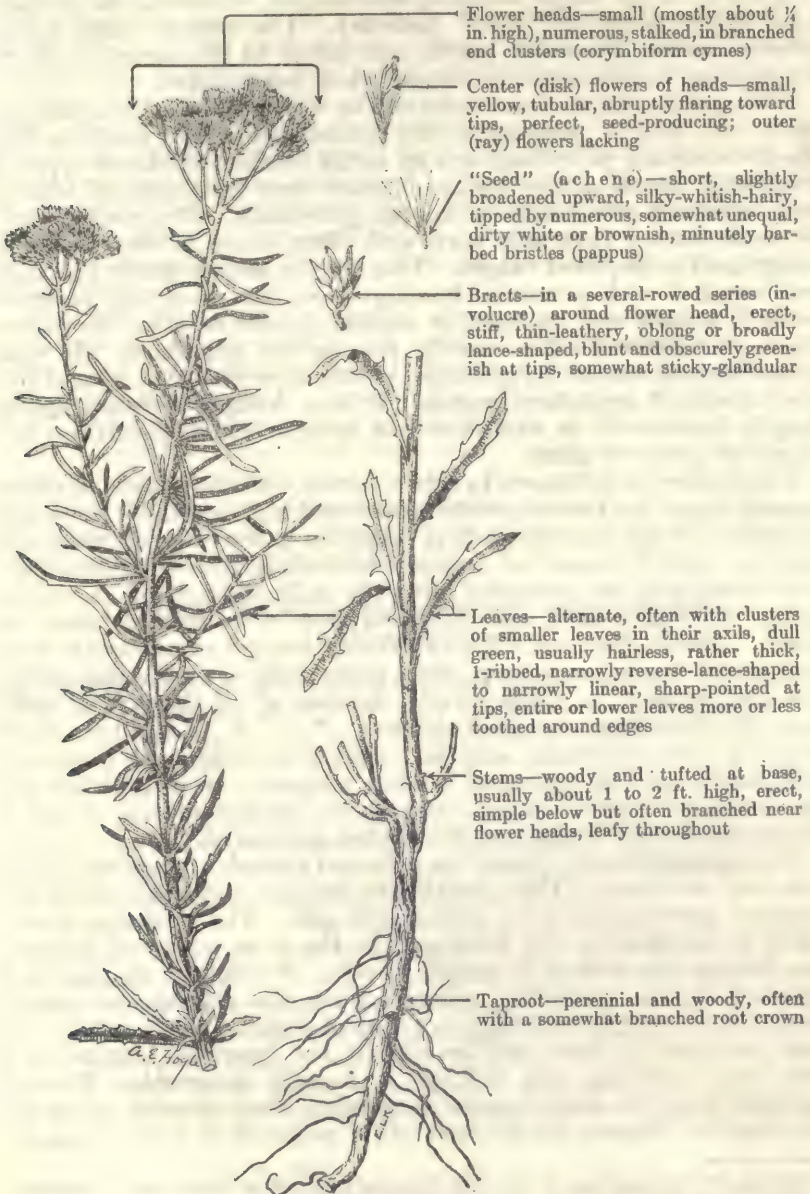 Flower heads—small (mostly about ¼
in. high), numerous, stalked, in branched
end clusters (corymbiform cymes)
Center (disk) flowers of heads—small,
yellow, tubular, abruptly flaring toward
tips, perfect, seed-producing; outer
(ray) flowers lacking
"Seed" (achene)—short, slightly
broadened upward, silky-whitish-hairy,
tipped by numerous, somewhat unequal,
dirty white or brownish, minutely bar-
bed bristles (pappus)
Bracts—in a several-rowed series (in-
volucre) around flower head, erect,
stiff, thin-leathery, oblong or broadly
lance-shaped, blunt and obscurely green-
ish at tips, somewhat sticky-glandular
Leaves—alternate, often with clusters
of smaller leaves in their axils, dull
green, usually hairless, rather thick,
1-ribbed, narrowly reverse-lance-shaped
to narrowly linear, sharp-pointed at
tips, entire or lower leaves more or less
toothed around edges
Stems—woody and tufted at base,
usually about 1 to 2 ft. high, erect,
simple below but often branched near
flower heads, leafy throughout
Taproot—perennial and woody, often
with a somewhat branched root crown
A. E. Hoyle
E.L.K